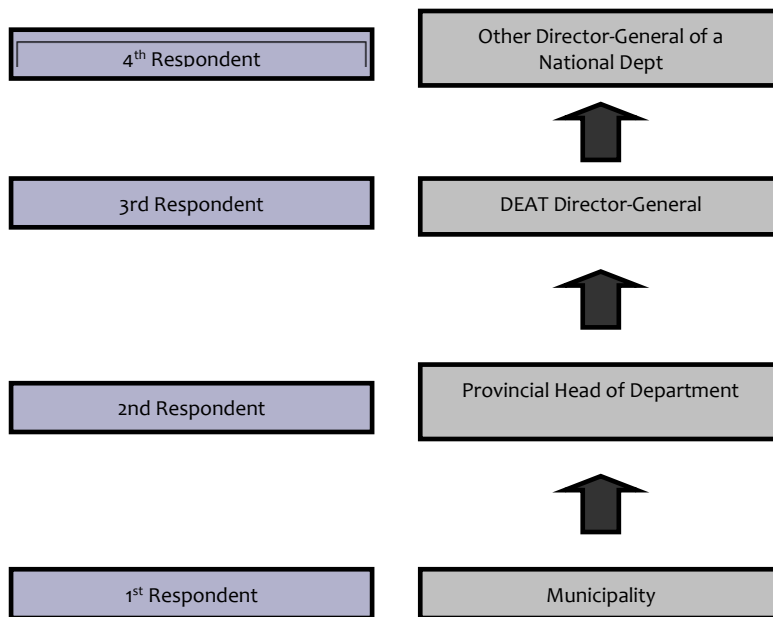 4th Respondent
Other Director-General of a
National Dept
3rd Respondent
DEAT Director-General
2nd Respondent
Provincial Head of Department
1st Respondent
Municipality